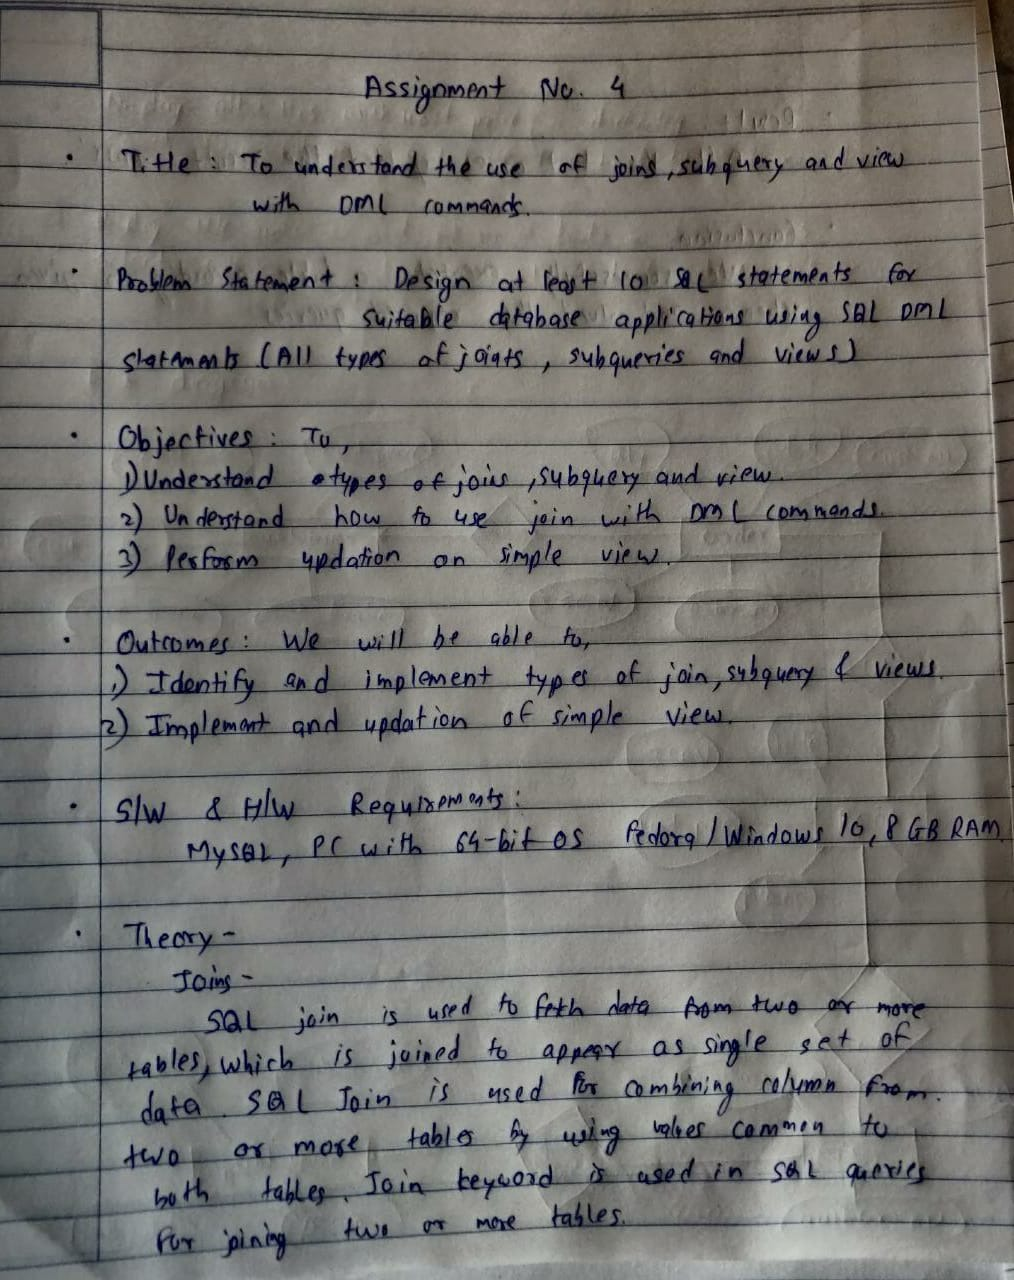 Assignment No. 4
• Title : To understand the use of joins, subquery and view
with DML commands.
• Problem Statement : Design at least 10 SQL statements for
suitable database applications using SQL DML
statements (All types of joints, subqueries and views)
• Objectives : To,
1) Understand types of joins, subquery and view.
2) Understand how to use join with DML commands.
3) Perform updation on simple view.
• Outcomes : We will be able to,
1) Identify and implement types of join, subquery & views.
2) Implement and updation of simple view.
• S/W & H/W Requirements :
MySQL, PC with 64-bit OS Fedora / Windows 10, 8 GB RAM
• Theory -
Joins -
SQL join is used to feth data from two or more
tables, which is joined to appear as single set of
data. SQL Join is used for combining column from.
two or more tables by using values common to
both tables. Join keyword is used in SQL queries
for joining two or more tables.